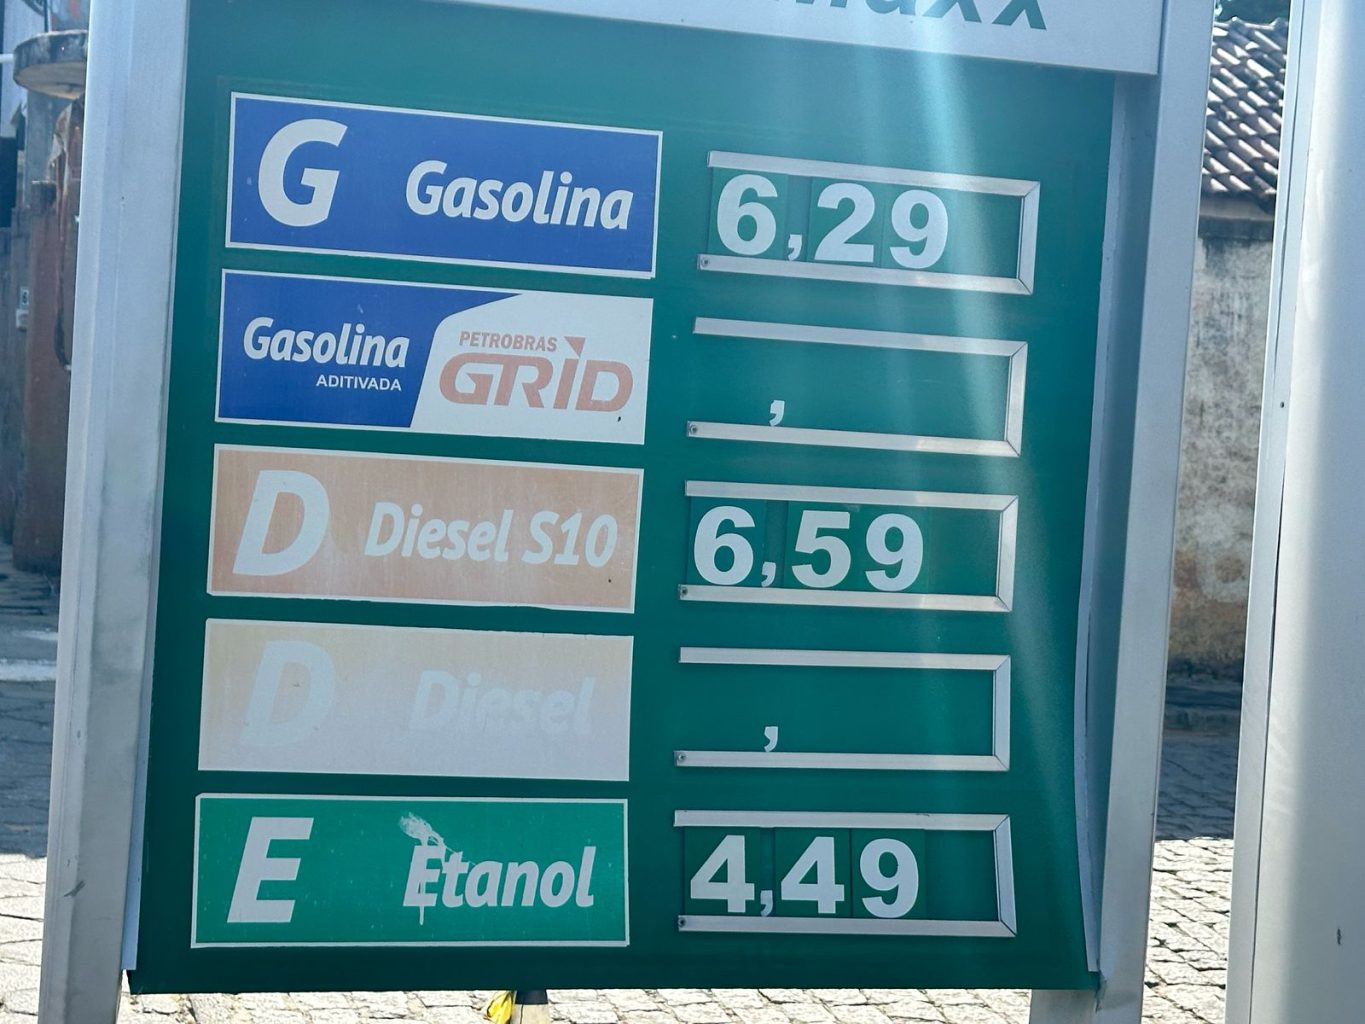 G Gasolina 6,29
Gasolina
ADITIVADA
PETROBRAS
GRID
,
D Diesel S10 6,59
D Diesel ,
E Etanol 4,49